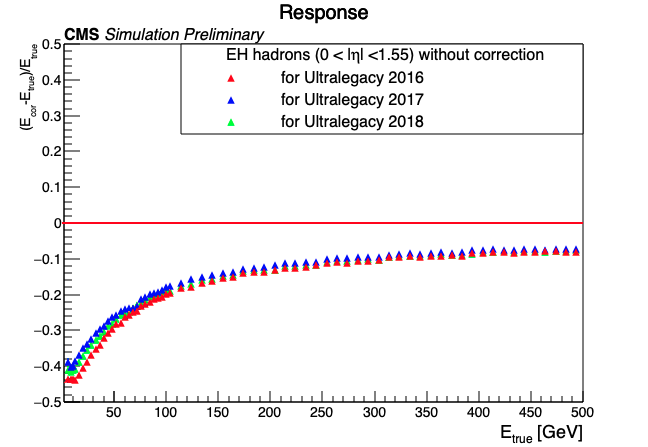 Response
CMS Simulation Preliminary
(E_cor-E_true)/E_true
EH hadrons (0 < |η| <1.55) without correction
for Ultralegacy 2016
for Ultralegacy 2017
for Ultralegacy 2018
0.5
0.4
0.3
0.2
0.1
0
−0.1
−0.2
−0.3
−0.4
−0.5
50 100 150 200 250 300 350 400 450 500
E_true [GeV]